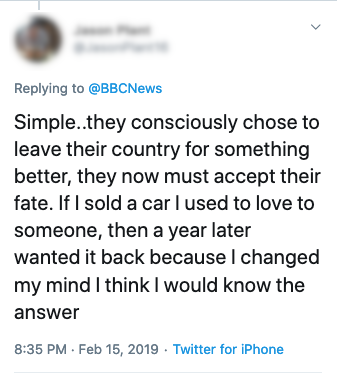 Replying to @BBCNews
Simple..they consciously chose to
leave their country for something
better, they now must accept their
fate. If I sold a car I used to love to
someone, then a year later
wanted it back because I changed
my mind I think I would know the
answer
8:35 PM · Feb 15, 2019 · Twitter for iPhone